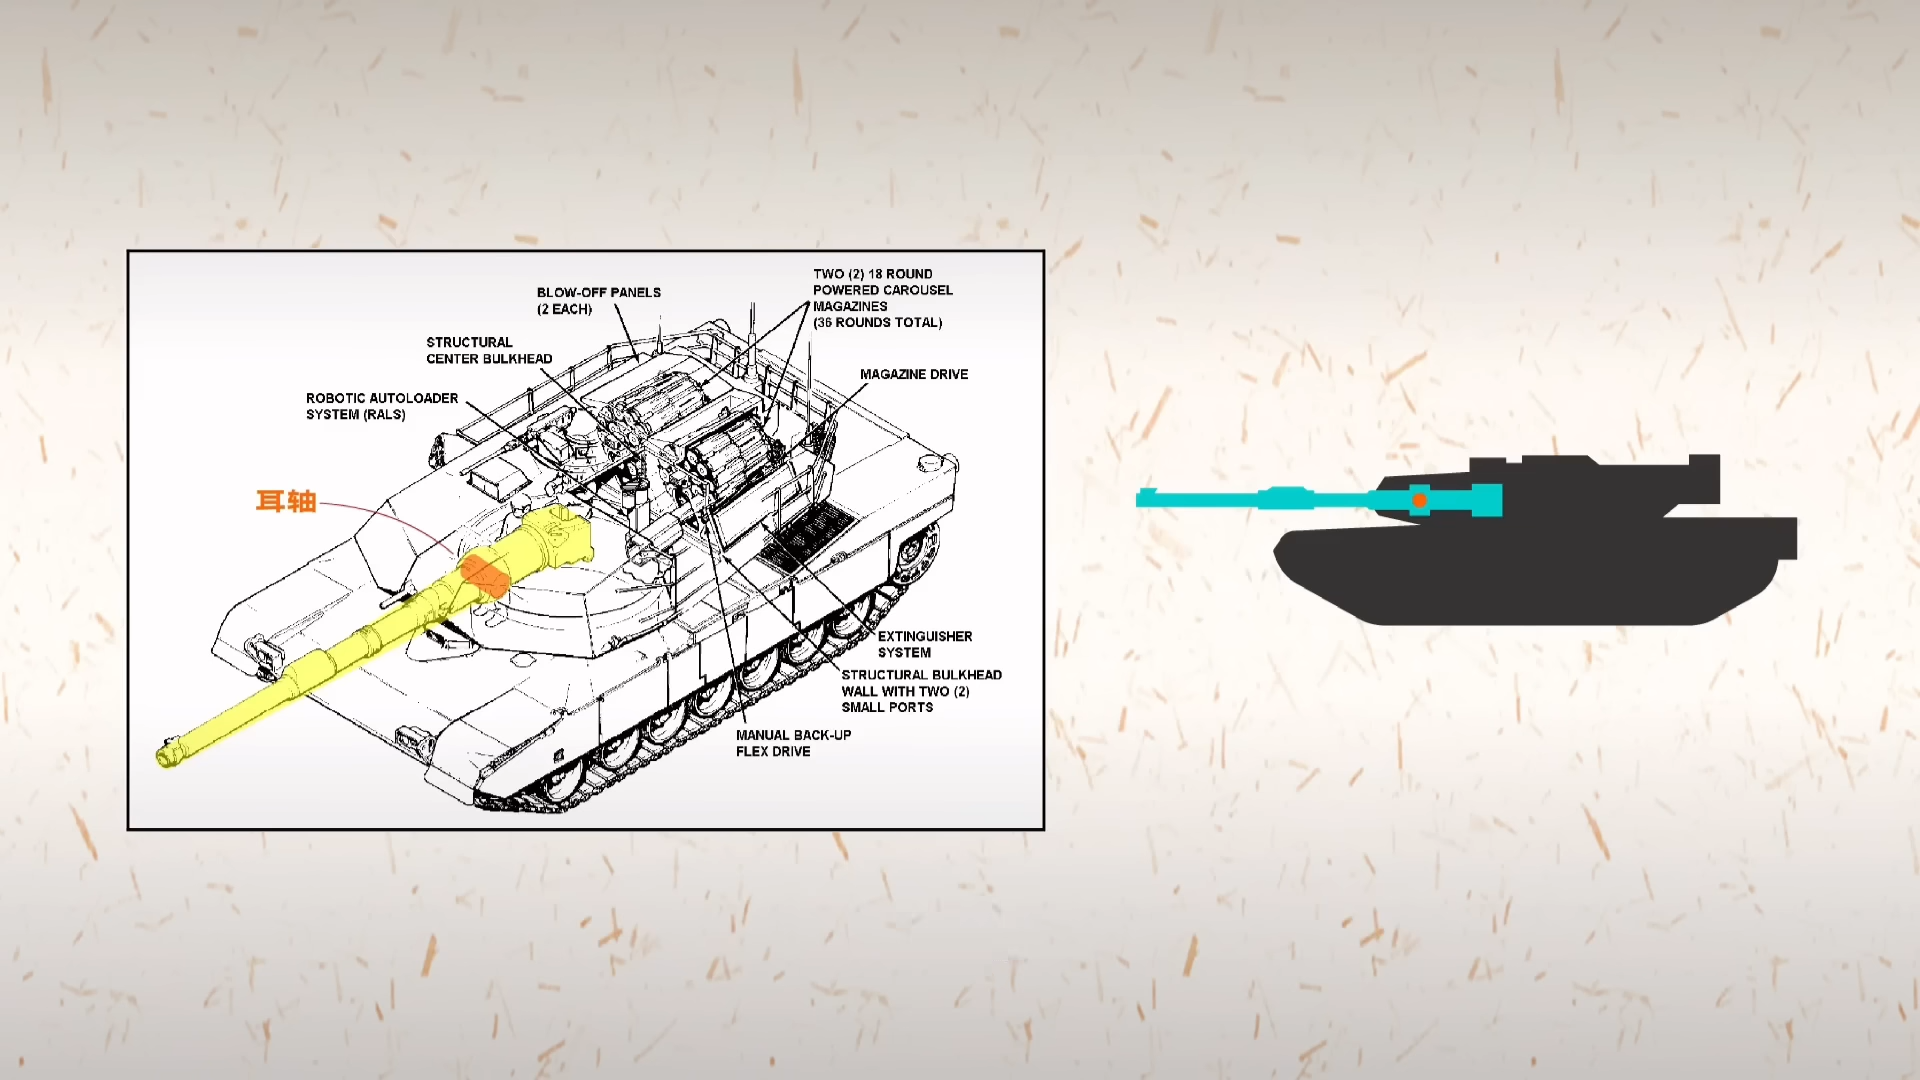 TWO (2) 18 ROUND
POWERED CAROUSEL
MAGAZINES
(36 ROUNDS TOTAL)
BLOW-OFF PANELS
(2 EACH)
STRUCTURAL
CENTER BULKHEAD
MAGAZINE DRIVE
ROBOTIC AUTOLOADER
SYSTEM (RALS)
耳轴
EXTINGUISHER
SYSTEM
STRUCTURAL BULKHEAD
WALL WITH TWO (2)
SMALL PORTS
MANUAL BACK-UP
FLEX DRIVE